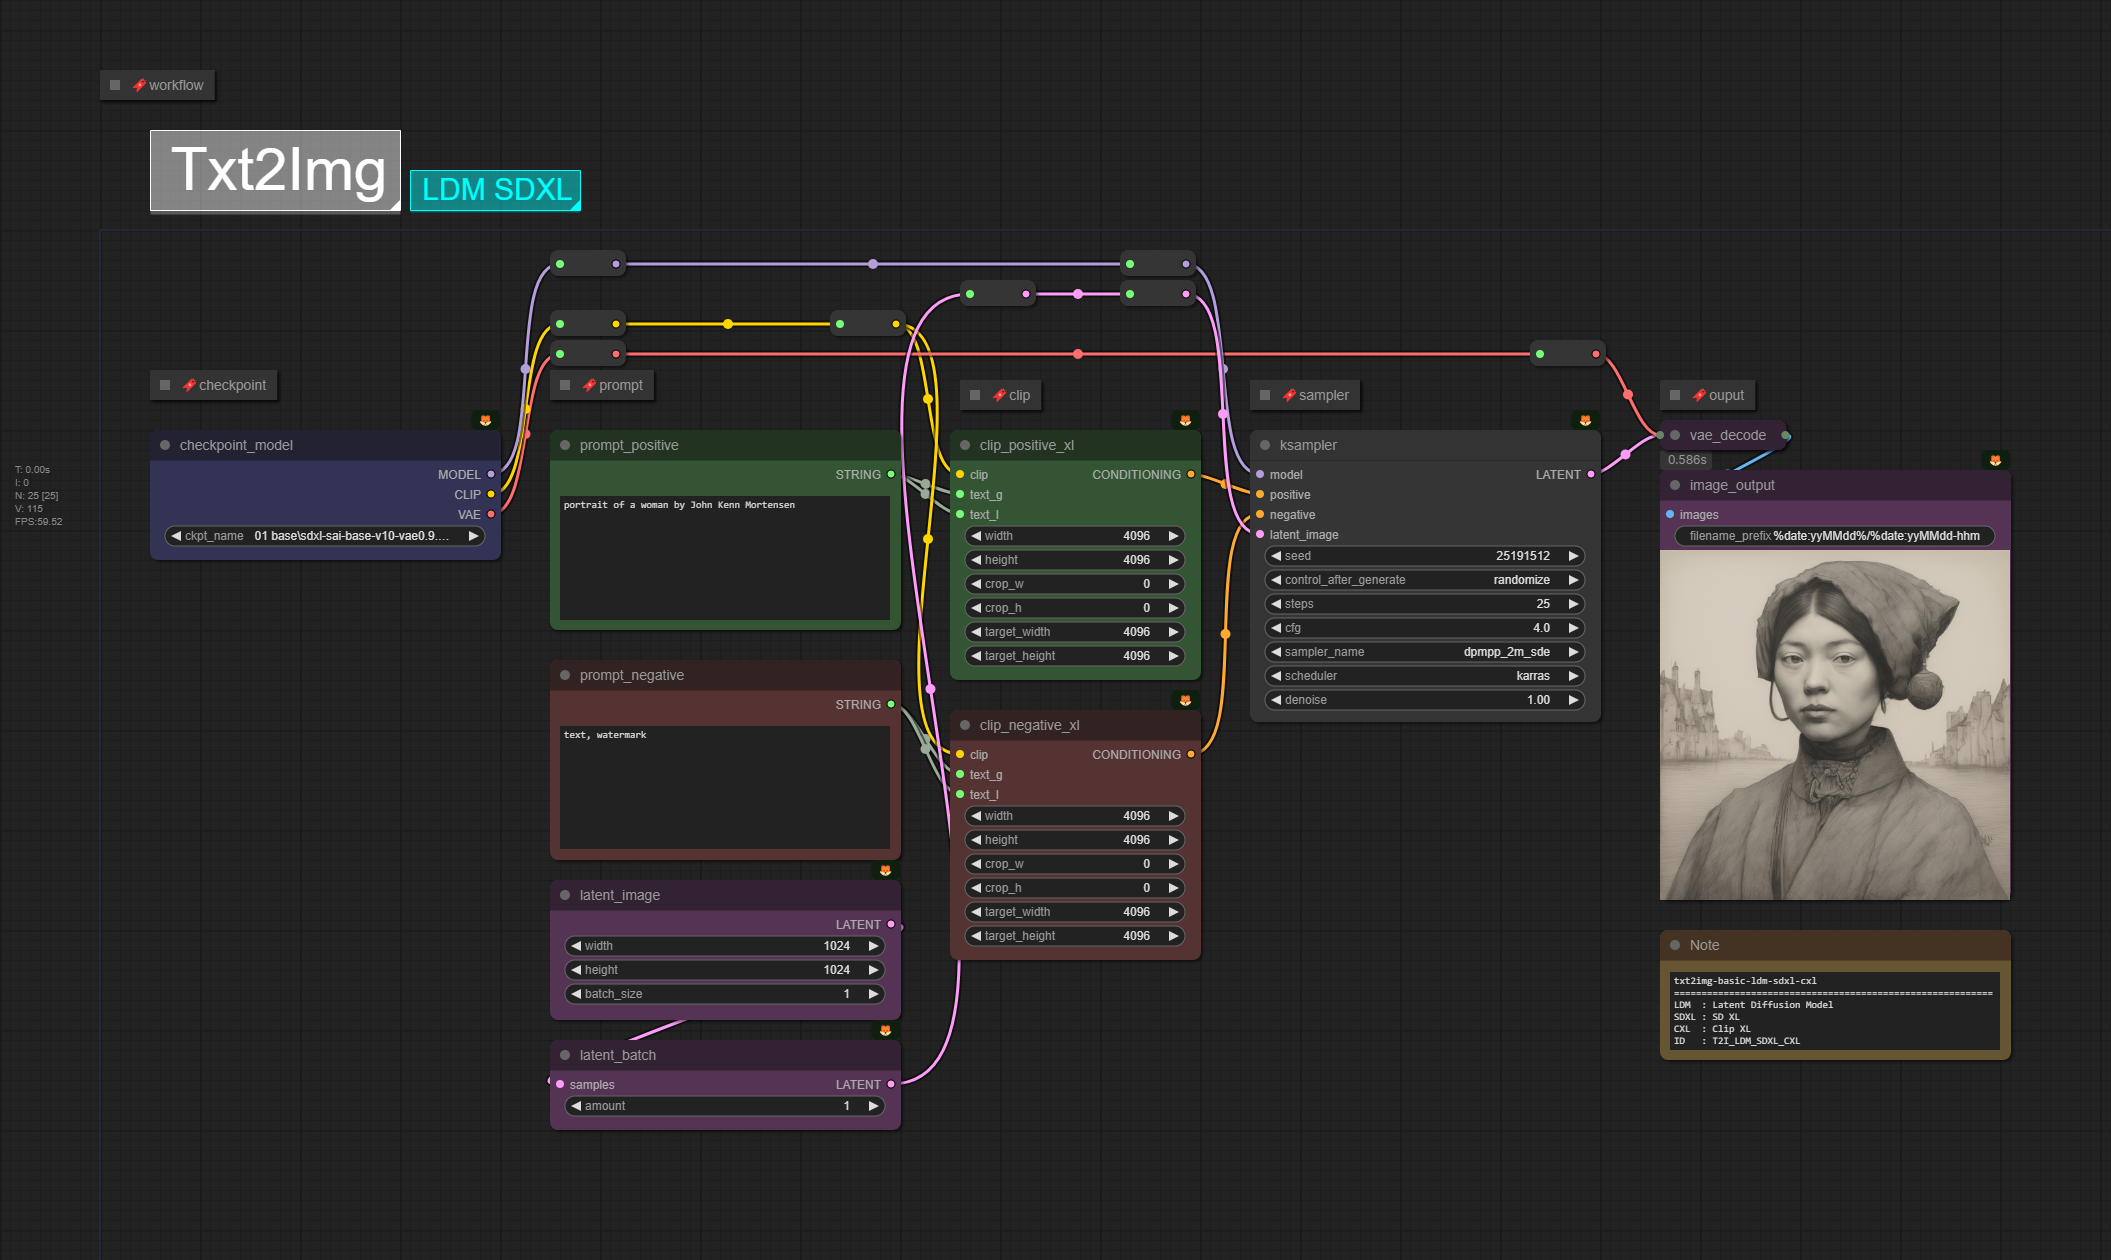 workflow
Txt2Img
LDM SDXL
checkpoint
prompt
clip
sampler
ouput
T: 0.00s
I: 0
N: 25 [25]
V: 115
FPS:59.52
checkpoint_model
MODEL
CLIP
VAE
ckpt_name 01 base\sdxl-sai-base-v10-vae0.9....
prompt_positive
STRING
portrait of a woman by John Kenn Mortensen
prompt_negative
STRING
text, watermark
latent_image
LATENT
width 1024
height 1024
batch_size 1
latent_batch
samples LATENT
amount 1
clip_positive_xl
clip CONDITIONING
text_g
text_l
width 4096
height 4096
crop_w 0
crop_h 0
target_width 4096
target_height 4096
clip_negative_xl
clip CONDITIONING
text_g
text_l
width 4096
height 4096
crop_w 0
crop_h 0
target_width 4096
target_height 4096
ksampler
model LATENT
positive
negative
latent_image
seed 25191512
control_after_generate randomize
steps 25
cfg 4.0
sampler_name dpmpp_2m_sde
scheduler karras
denoise 1.00
vae_decode
0.586s
image_output
images
filename_prefix %date:yyMMdd%/%date:yyMMdd-hhm
Note
txt2img-basic-ldm-sdxl-cxl
==========================================================
LDM : Latent Diffusion Model
SDXL : SD XL
CXL : Clip XL
ID : T2I_LDM_SDXL_CXL